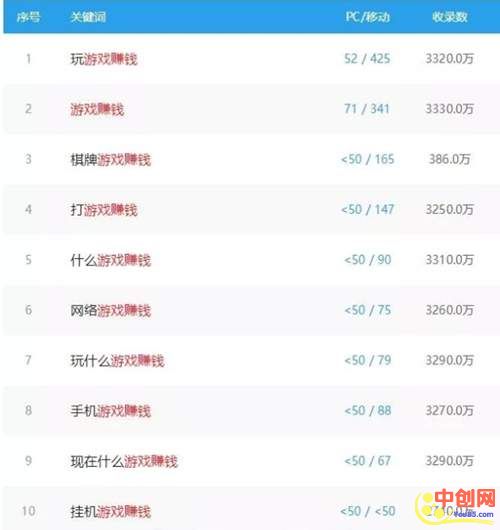 序号 关键词 PC/移动 收录数
1 玩游戏赚钱 52 / 425 3320.0万
2 游戏赚钱 71 / 341 3330.0万
3 棋牌游戏赚钱 <50 / 165 386.0万
4 打游戏赚钱 <50 / 147 3250.0万
5 什么游戏赚钱 <50 / 90 3310.0万
6 网络游戏赚钱 <50 / 75 3260.0万
7 玩什么游戏赚钱 <50 / 79 3290.0万
8 手机游戏赚钱 <50 / 88 3270.0万
9 现在什么游戏赚钱 <50 / 67 3290.0万
10 挂机游戏赚钱 <50 / <50
中创网